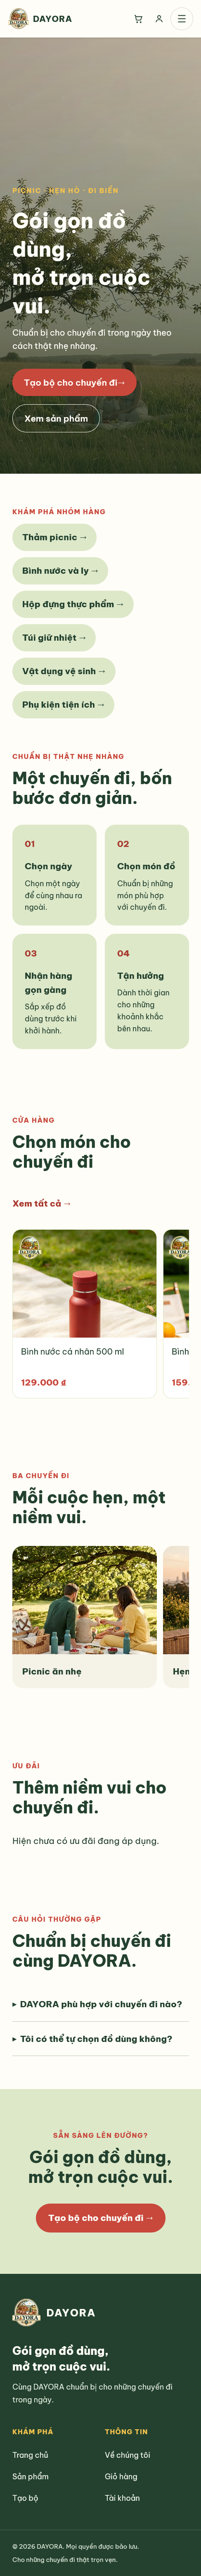 DAYORA
PICNIC · HẸN HÒ · ĐI BIỂN
Gói gọn đồ
dùng,
mở trọn cuộc
vui.
Chuẩn bị cho chuyến đi trong ngày theo
cách thật nhẹ nhàng.
Tạo bộ cho chuyến đi→
Xem sản phẩm
KHÁM PHÁ NHÓM HÀNG
Thảm picnic →
Bình nước và ly →
Hộp đựng thực phẩm →
Túi giữ nhiệt →
Vật dụng vệ sinh →
Phụ kiện tiện ích →
CHUẨN BỊ THẬT NHẸ NHÀNG
Một chuyến đi, bốn
bước đơn giản.
01
Chọn ngày
Chọn một ngày
để cùng nhau ra
ngoài.
02
Chọn món đồ
Chuẩn bị những
món phù hợp
với chuyến đi.
03
Nhận hàng
gọn gàng
Sắp xếp đồ
dùng trước khi
khởi hành.
04
Tận hưởng
Dành thời gian
cho những
khoảnh khắc
bên nhau.
CỬA HÀNG
Chọn món cho
chuyến đi
Xem tất cả →
Bình nước cá nhân 500 ml
129.000 ₫
Bình
159.
BA CHUYẾN ĐI
Mỗi cuộc hẹn, một
niềm vui.
Picnic ăn nhẹ
Hẹn
ƯU ĐÃI
Thêm niềm vui cho
chuyến đi.
Hiện chưa có ưu đãi đang áp dụng.
CÂU HỎI THƯỜNG GẶP
Chuẩn bị chuyến đi
cùng DAYORA.
▸ DAYORA phù hợp với chuyến đi nào?
▸ Tôi có thể tự chọn đồ dùng không?
SẴN SÀNG LÊN ĐƯỜNG?
Gói gọn đồ dùng,
mở trọn cuộc vui.
Tạo bộ cho chuyến đi →
DAYORA
Gói gọn đồ dùng,
mở trọn cuộc vui.
Cùng DAYORA chuẩn bị cho những chuyến đi
trong ngày.
KHÁM PHÁ
Trang chủ
Sản phẩm
Tạo bộ
THÔNG TIN
Về chúng tôi
Giỏ hàng
Tài khoản
© 2026 DAYORA. Mọi quyền được bảo lưu.
Cho những chuyến đi thật trọn vẹn.